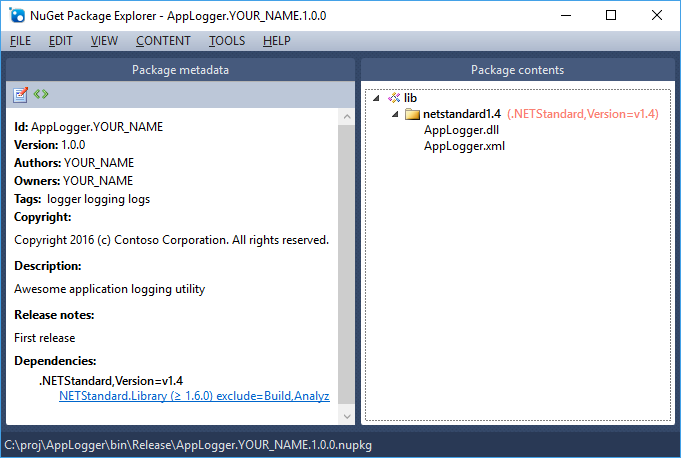 NuGet Package Explorer - AppLogger.YOUR_NAME.1.0.0
FILE EDIT VIEW CONTENT TOOLS HELP
Package metadata
Id: AppLogger.YOUR_NAME
Version: 1.0.0
Authors: YOUR_NAME
Owners: YOUR_NAME
Tags: logger logging logs
Copyright:
Copyright 2016 (c) Contoso Corporation. All rights reserved.
Description:
Awesome application logging utility
Release notes:
First release
Dependencies:
.NETStandard,Version=v1.4
NETStandard.Library (≥ 1.6.0) exclude=Build,Analyz
Package contents
lib
netstandard1.4 (.NETStandard,Version=v1.4)
AppLogger.dll
AppLogger.xml
C:\proj\AppLogger\bin\Release\AppLogger.YOUR_NAME.1.0.0.nupkg